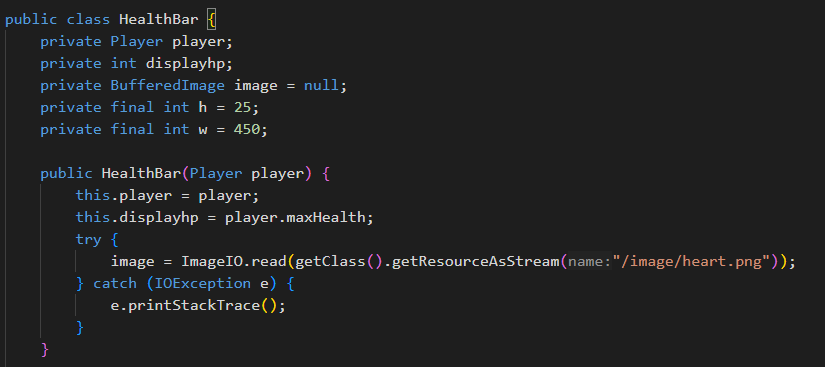 public class HealthBar {
    private Player player;
    private int displayhp;
    private BufferedImage image = null;
    private final int h = 25;
    private final int w = 450;

    public HealthBar(Player player) {
        this.player = player;
        this.displayhp = player.maxHealth;
        try {
            image = ImageIO.read(getClass().getResourceAsStream(name:"/image/heart.png"));
        } catch (IOException e) {
            e.printStackTrace();
        }
    }